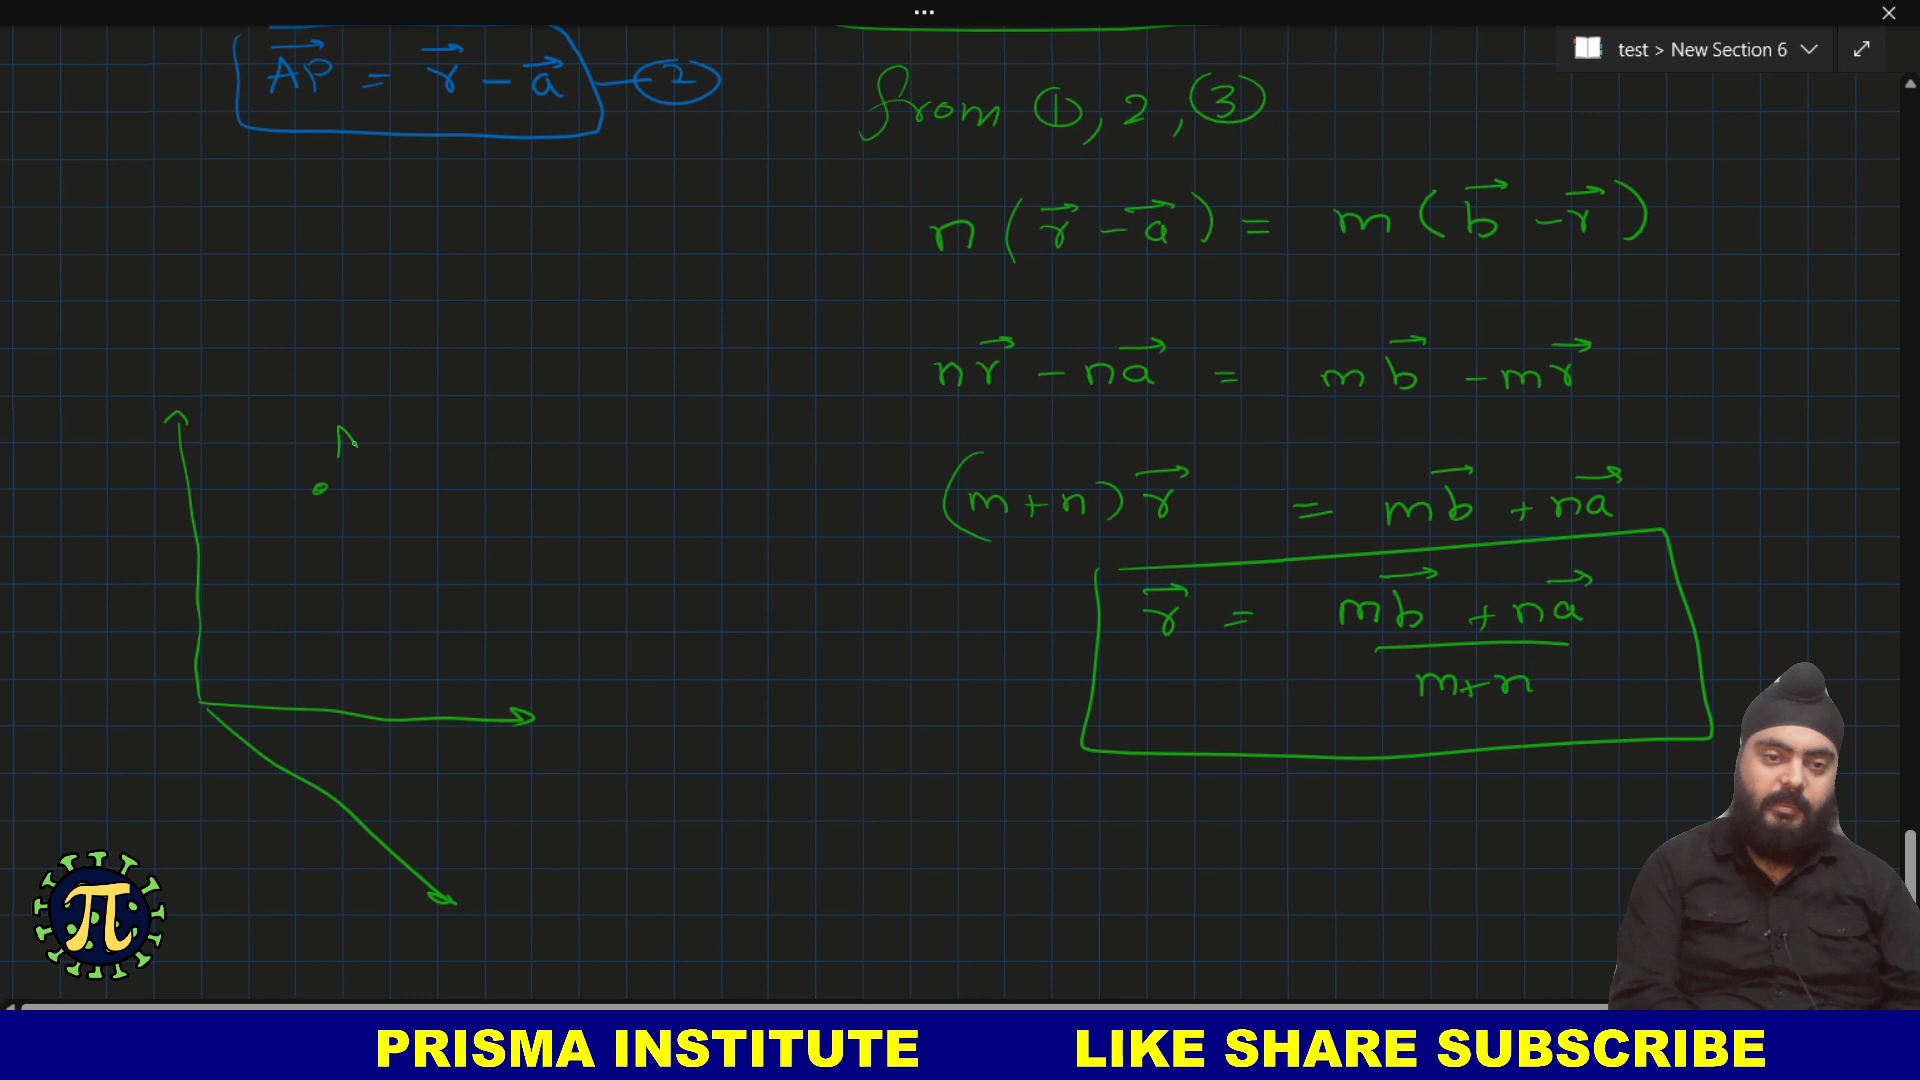 test > New Section 6
AP⃗ = r⃗ - a⃗ — ②
from ①, 2, ③
n(r⃗ - a⃗) = m(b⃗ - r⃗)
nr⃗ - na⃗ = mb⃗ - mr⃗
(m+n)r⃗ = mb⃗ + na⃗
r⃗ = mb⃗ + na⃗
m+n
π
PRISMA INSTITUTE LIKE SHARE SUBSCRIBE